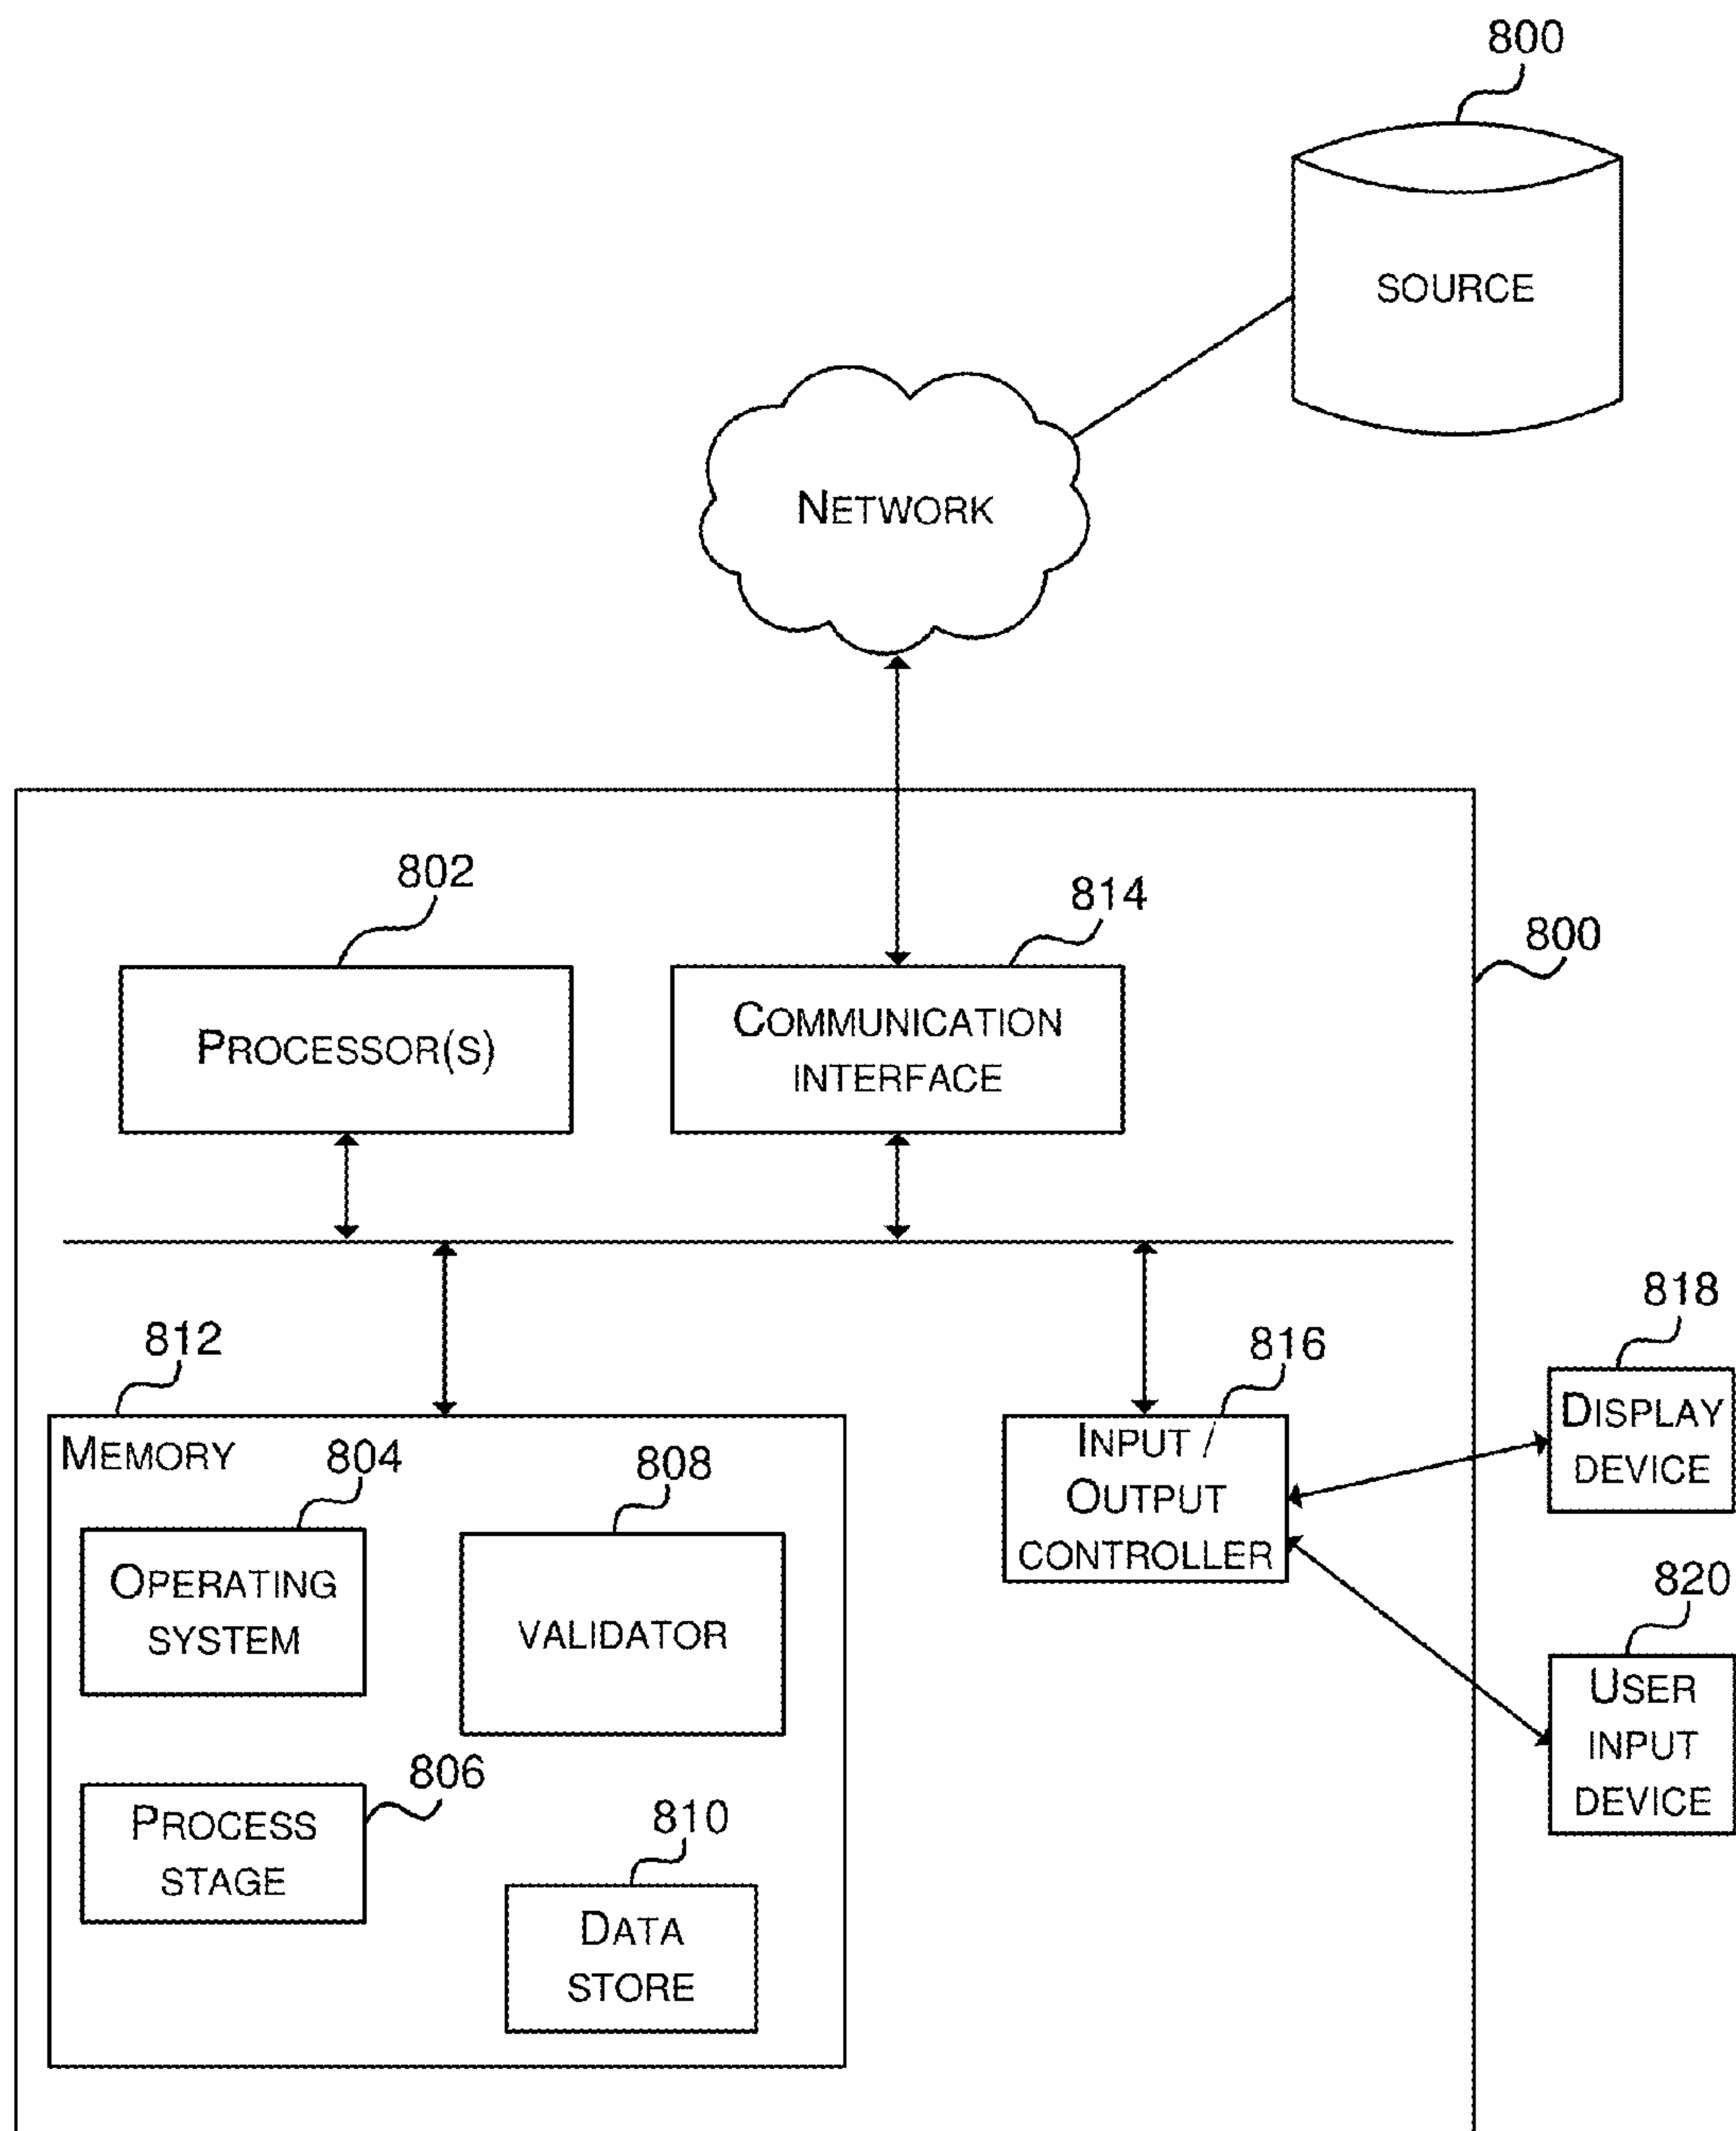 800
SOURCE
NETWORK
802
814
800
PROCESSOR(S)
COMMUNICATION
INTERFACE
812
816
818
MEMORY
804
808
INPUT /
OUTPUT
CONTROLLER
DISPLAY
DEVICE
OPERATING
SYSTEM
VALIDATOR
820
USER
INPUT
DEVICE
806
PROCESS
STAGE
810
DATA
STORE